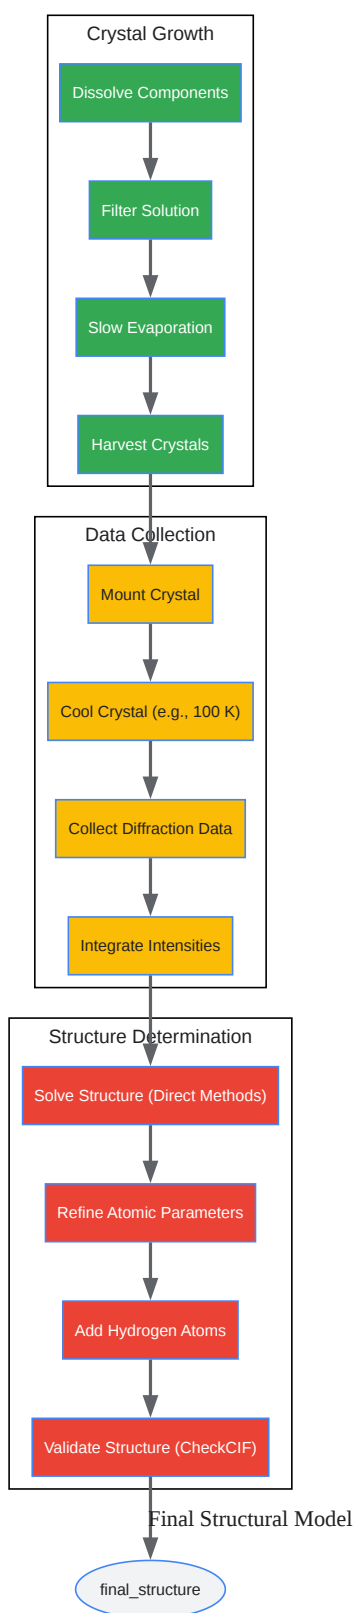 Crystal Growth
Dissolve Components
Filter Solution
Slow Evaporation
Harvest Crystals
Data Collection
Mount Crystal
Cool Crystal (e.g., 100 K)
Collect Diffraction Data
Integrate Intensities
Structure Determination
Solve Structure (Direct Methods)
Refine Atomic Parameters
Add Hydrogen Atoms
Validate Structure (CheckCIF)
Final Structural Model
final_structure